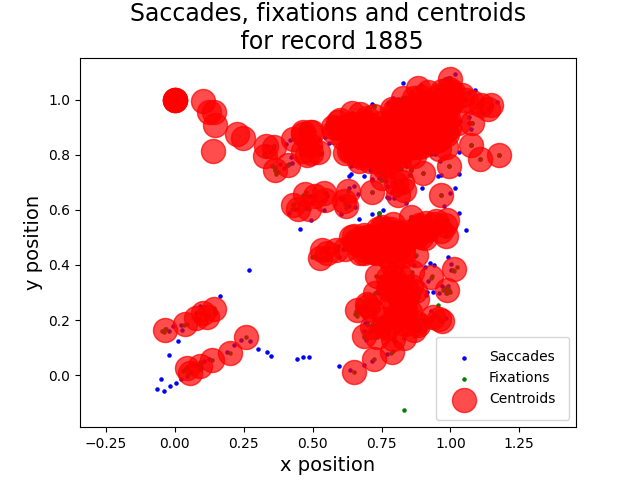 Saccades, fixations and centroids
for record 1885
y position
1.0
0.8
0.6
0.4
0.2
0.0
Saccades
Fixations
Centroids
−0.25 0.00 0.25 0.50 0.75 1.00 1.25
x position